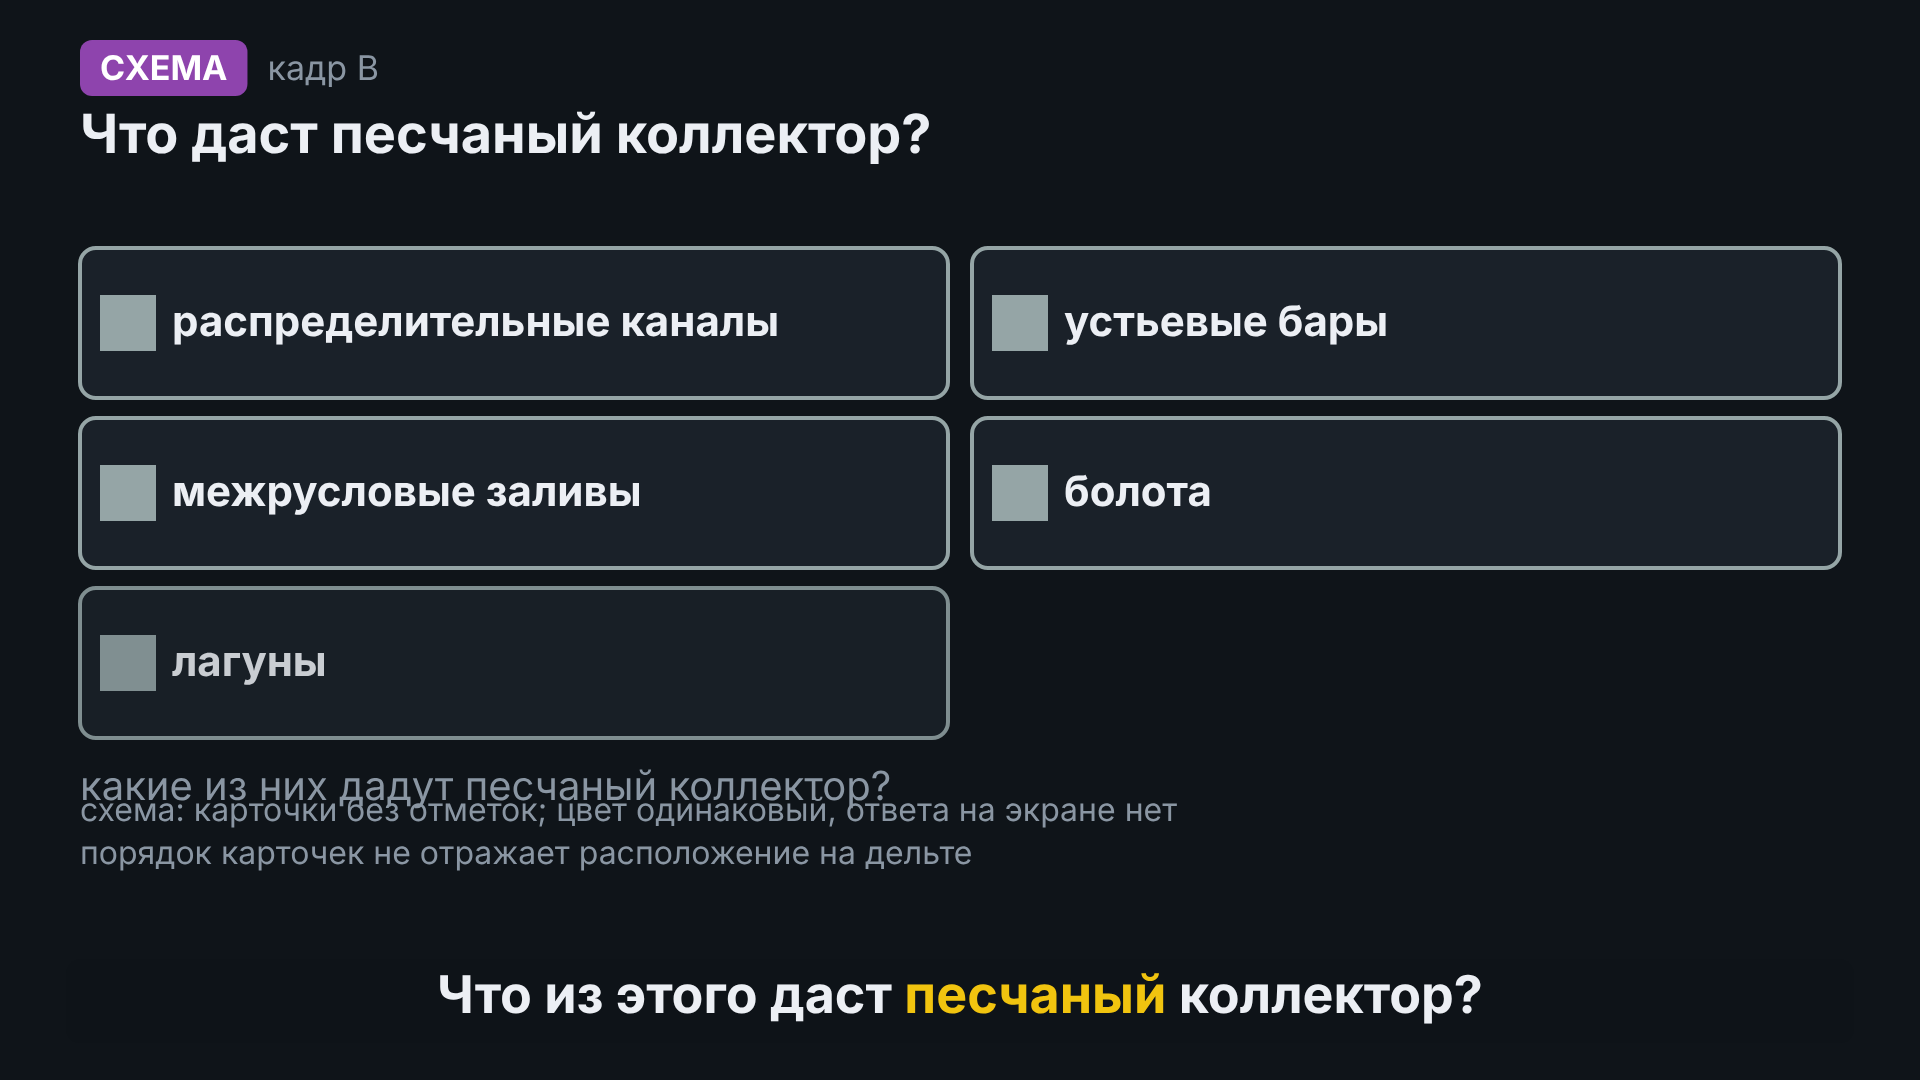 СХЕМА кадр В
Что даст песчаный коллектор?
распределительные каналы
устьевые бары
межрусловые заливы
болота
лагуны
какие из них дадут песчаный коллектор?
схема: карточки без отметок; цвет одинаковый, ответа на экране нет
порядок карточек не отражает расположение на дельте
Что из этого даст песчаный коллектор?